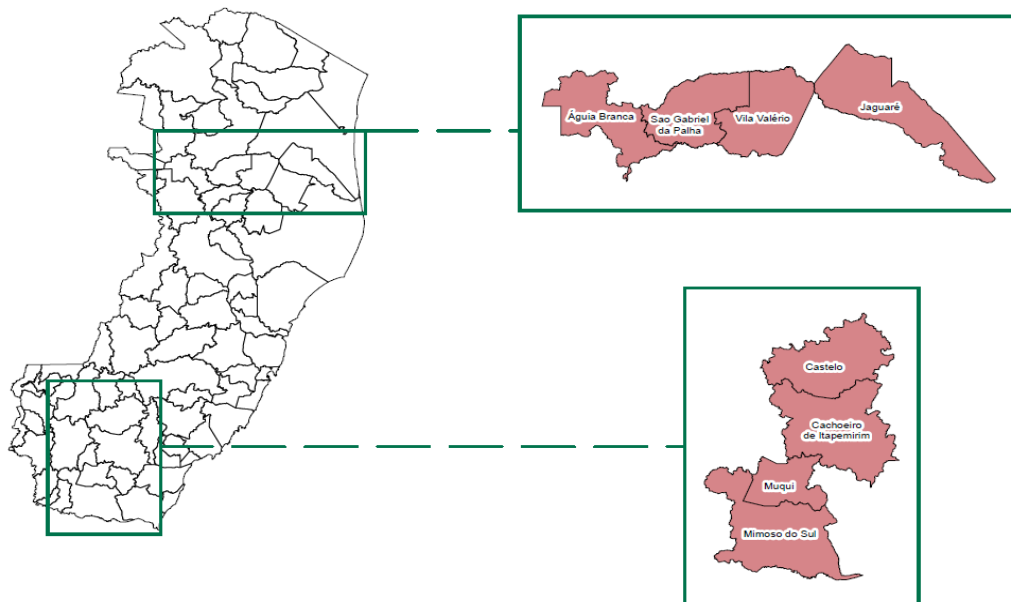 Águia Branca
Sao Gabriel
da Palha
Vila Valério
Jaguaré
Castelo
Cachoeiro
de Itapemirim
Muqui
Mimoso do Sul